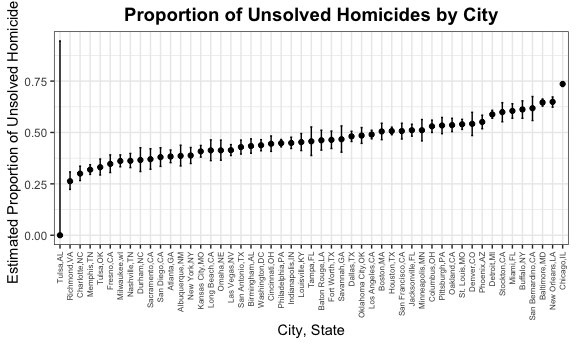 Proportion of Unsolved Homicides by City
Estimated Proportion of Unsolved Homicide
0.75
0.50
0.25
0.00
Tulsa,AL
Richmond,VA
Charlotte,NC
Memphis,TN
Tulsa,OK
Fresno,CA
Milwaukee,wI
Nashville,TN
Durham,NC
Sacramento,CA
San Diego,CA
Atlanta,GA
Albuquerque,NM
New York,NY
Kansas City,MO
Long Beach,CA
Omaha,NE
Las Vegas,NV
San Antonio,TX
Birmingham,AL
Washington,DC
Cincinnati,OH
Philadelphia,PA
Indianapolis,IN
Louisville,KY
Tampa,FL
Baton Rouge,LA
Fort Worth,TX
Savannah,GA
Dallas,TX
Oklahoma City,OK
Los Angeles,CA
Boston,MA
Houston,TX
San Francisco,CA
Jacksonville,FL
Minneapolis,MN
Columbus,OH
Pittsburgh,PA
Oakland,CA
St. Louis,MO
Denver,CO
Phoenix,AZ
Detroit,MI
Stockton,CA
Miami,FL
Buffalo,NY
San Bernardino,CA
Baltimore,MD
New Orleans,LA
Chicago,IL
City, State